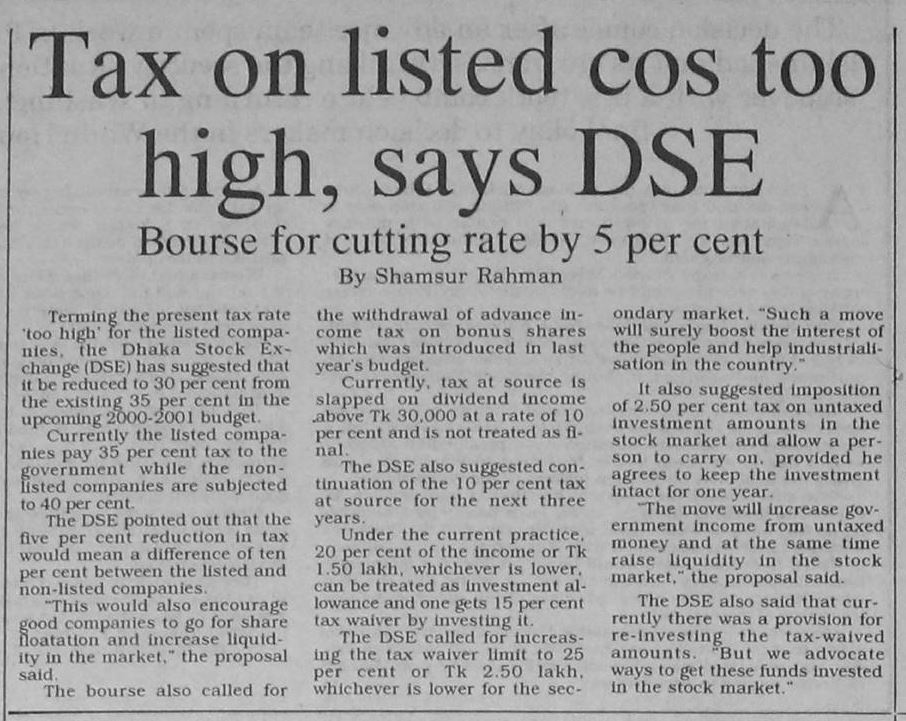 Tax on listed cos too
high, says DSE
Bourse for cutting rate by 5 per cent
By Shamsur Rahman
Terming the present tax rate
'too high' for the listed compa-
nies, the Dhaka Stock Ex-
change (DSE) has suggested that
it be reduced to 30 per cent from
the existing 35 per cent in the
upcoming 2000-2001 budget.
Currently the listed compa-
nies pay 35 per cent tax to the
government while the non-
listed companies are subjected
to 40 per cent.
The DSE pointed out that the
five per cent reduction in tax
would mean a difference of ten
per cent between the listed and
non-listed companies.
"This would also encourage
good companies to go for share
floatation and increase liquid-
ity in the market," the proposal
said.
The bourse also called for
the withdrawal of advance in-
come tax on bonus shares
which was introduced in last
year's budget.
Currently, tax at source is
slapped on dividend income
above Tk 30,000 at a rate of 10
per cent and is not treated as fi-
nal.
The DSE also suggested con-
tinuation of the 10 per cent tax
at source for the next three
years.
Under the current practice,
20 per cent of the income or Tk
1.50 lakh, whichever is lower,
can be treated as investment al-
lowance and one gets 15 per cent
tax waiver by investing it.
The DSE called for increas-
ing the tax waiver limit to 25
per cent or Tk 2.50 lakh,
whichever is lower for the sec-
ondary market. "Such a move
will surely boost the interest of
the people and help industriali-
sation in the country."
It also suggested imposition
of 2.50 per cent tax on untaxed
investment amounts in the
stock market and allow a per-
son to carry on, provided he
agrees to keep the investment
intact for one year.
"The move will increase gov-
ernment income from untaxed
money and at the same time
raise liquidity in the stock
market," the proposal said.
The DSE also said that cur-
rently there was a provision for
re-investing the tax-waived
amounts. "But we advocate
ways to get these funds invested
in the stock market."